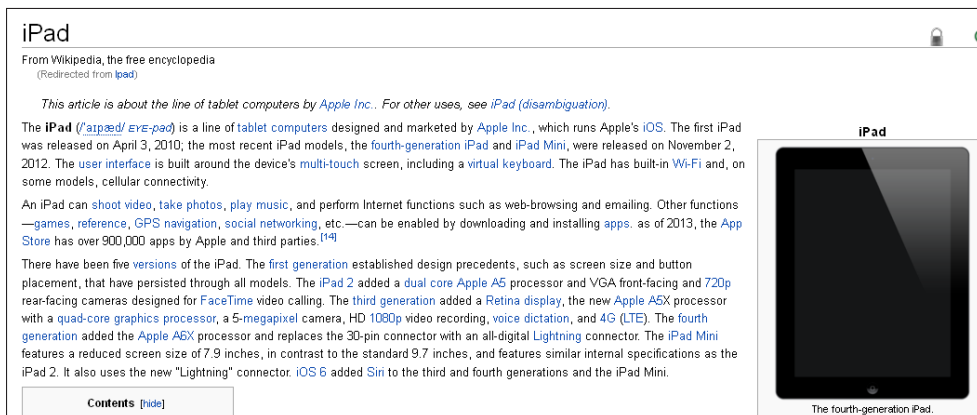 iPad
From Wikipedia, the free encyclopedia
(Redirected from Ipad)
This article is about the line of tablet computers by Apple Inc.. For other uses, see iPad (disambiguation).
The iPad (/ˈaɪpæd/ EYE-pad) is a line of tablet computers designed and marketed by Apple Inc., which runs Apple's iOS. The first iPad
was released on April 3, 2010; the most recent iPad models, the fourth-generation iPad and iPad Mini, were released on November 2,
2012. The user interface is built around the device's multi-touch screen, including a virtual keyboard. The iPad has built-in Wi-Fi and, on
some models, cellular connectivity.
An iPad can shoot video, take photos, play music, and perform Internet functions such as web-browsing and emailing. Other functions
—games, reference, GPS navigation, social networking, etc.—can be enabled by downloading and installing apps. as of 2013, the App
Store has over 900,000 apps by Apple and third parties.[14]
There have been five versions of the iPad. The first generation established design precedents, such as screen size and button
placement, that have persisted through all models. The iPad 2 added a dual core Apple A5 processor and VGA front-facing and 720p
rear-facing cameras designed for FaceTime video calling. The third generation added a Retina display, the new Apple A5X processor
with a quad-core graphics processor, a 5-megapixel camera, HD 1080p video recording, voice dictation, and 4G (LTE). The fourth
generation added the Apple A6X processor and replaces the 30-pin connector with an all-digital Lightning connector. The iPad Mini
features a reduced screen size of 7.9 inches, in contrast to the standard 9.7 inches, and features similar internal specifications as the
iPad 2. It also uses the new "Lightning" connector. iOS 6 added Siri to the third and fourth generations and the iPad Mini.
Contents [hide]
iPad
The fourth-generation iPad.